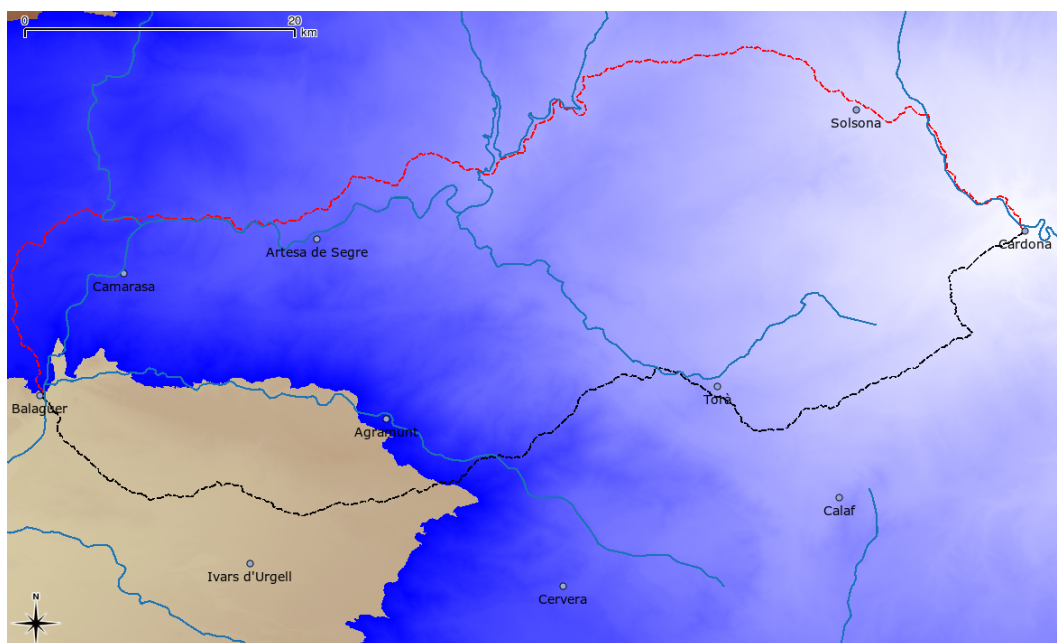 0
20
km
Solsona
Cardona
Artesa de Segre
Camarasa
Torà
Balaguer
Agramunt
Calaf
Ivars d'Urgell
Cervera
N